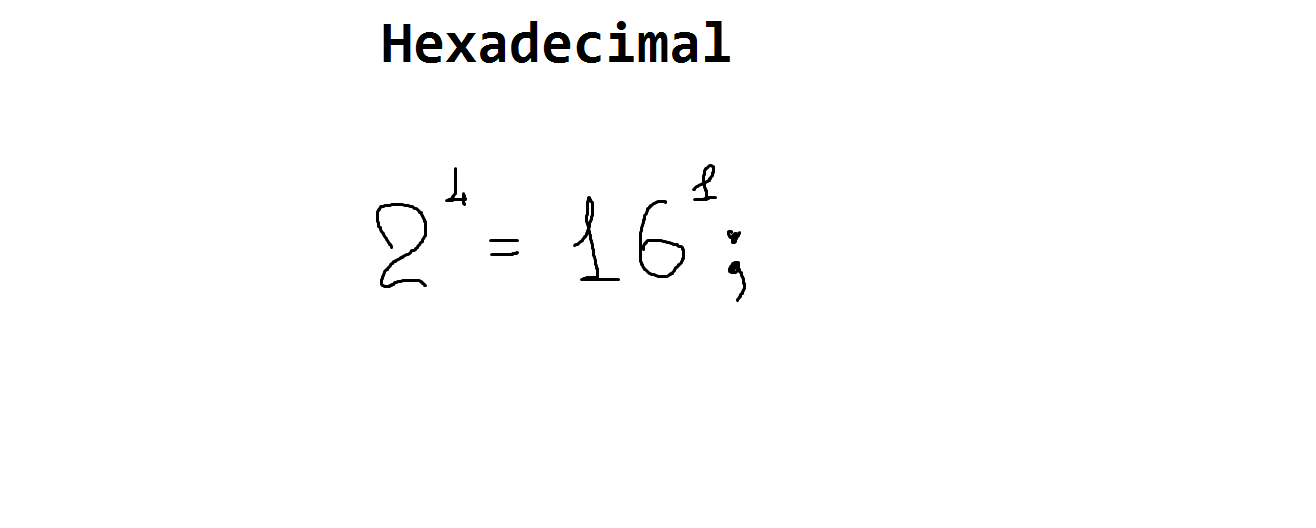 Hexadecimal
2⁴ = 16¹;